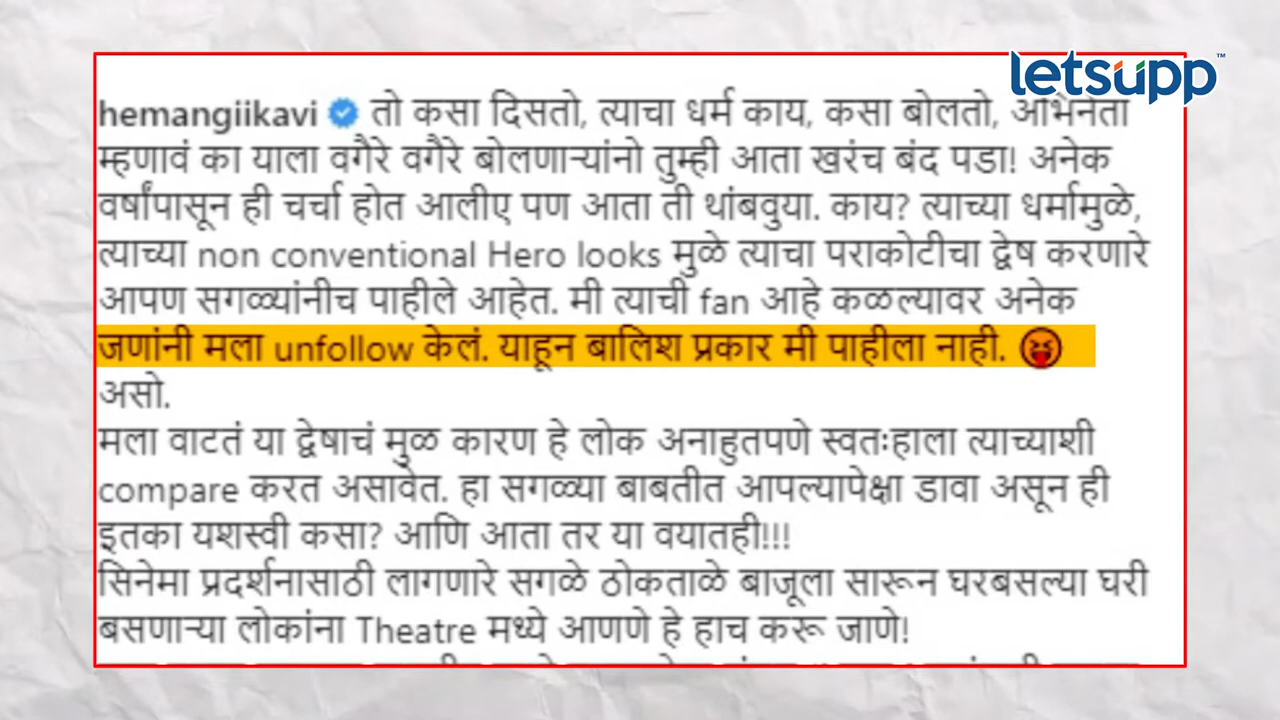 letsupp™
hemangiikavi तो कसा दिसतो, त्याचा धर्म काय, कसा बोलतो, अभिनेता
म्हणावं का याला वगैरे वगैरे बोलणाऱ्यांनो तुम्ही आता खरंच बंद पडा! अनेक
वर्षांपासून ही चर्चा होत आलीए पण आता ती थांबवुया. काय? त्याच्या धर्मामुळे,
त्याच्या non conventional Hero looks मुळे त्याचा पराकोटीचा द्वेष करणारे
आपण सगळ्यांनीच पाहीले आहेत. मी त्याची fan आहे कळल्यावर अनेक
जणांनी मला unfollow केलं. याहून बालिश प्रकार मी पाहीला नाही. 😝
असो.
मला वाटतं या द्वेषाचं मुळ कारण हे लोक अनाहुतपणे स्वतःहाला त्याच्याशी
compare करत असावेत. हा सगळ्या बाबतीत आपल्यापेक्षा डावा असून ही
इतका यशस्वी कसा? आणि आता तर या वयातही!!!
सिनेमा प्रदर्शनासाठी लागणारे सगळे ठोकताळे बाजूला सारून घरबसल्या घरी
बसणाऱ्या लोकांना Theatre मध्ये आणणे हे हाच करू जाणे!